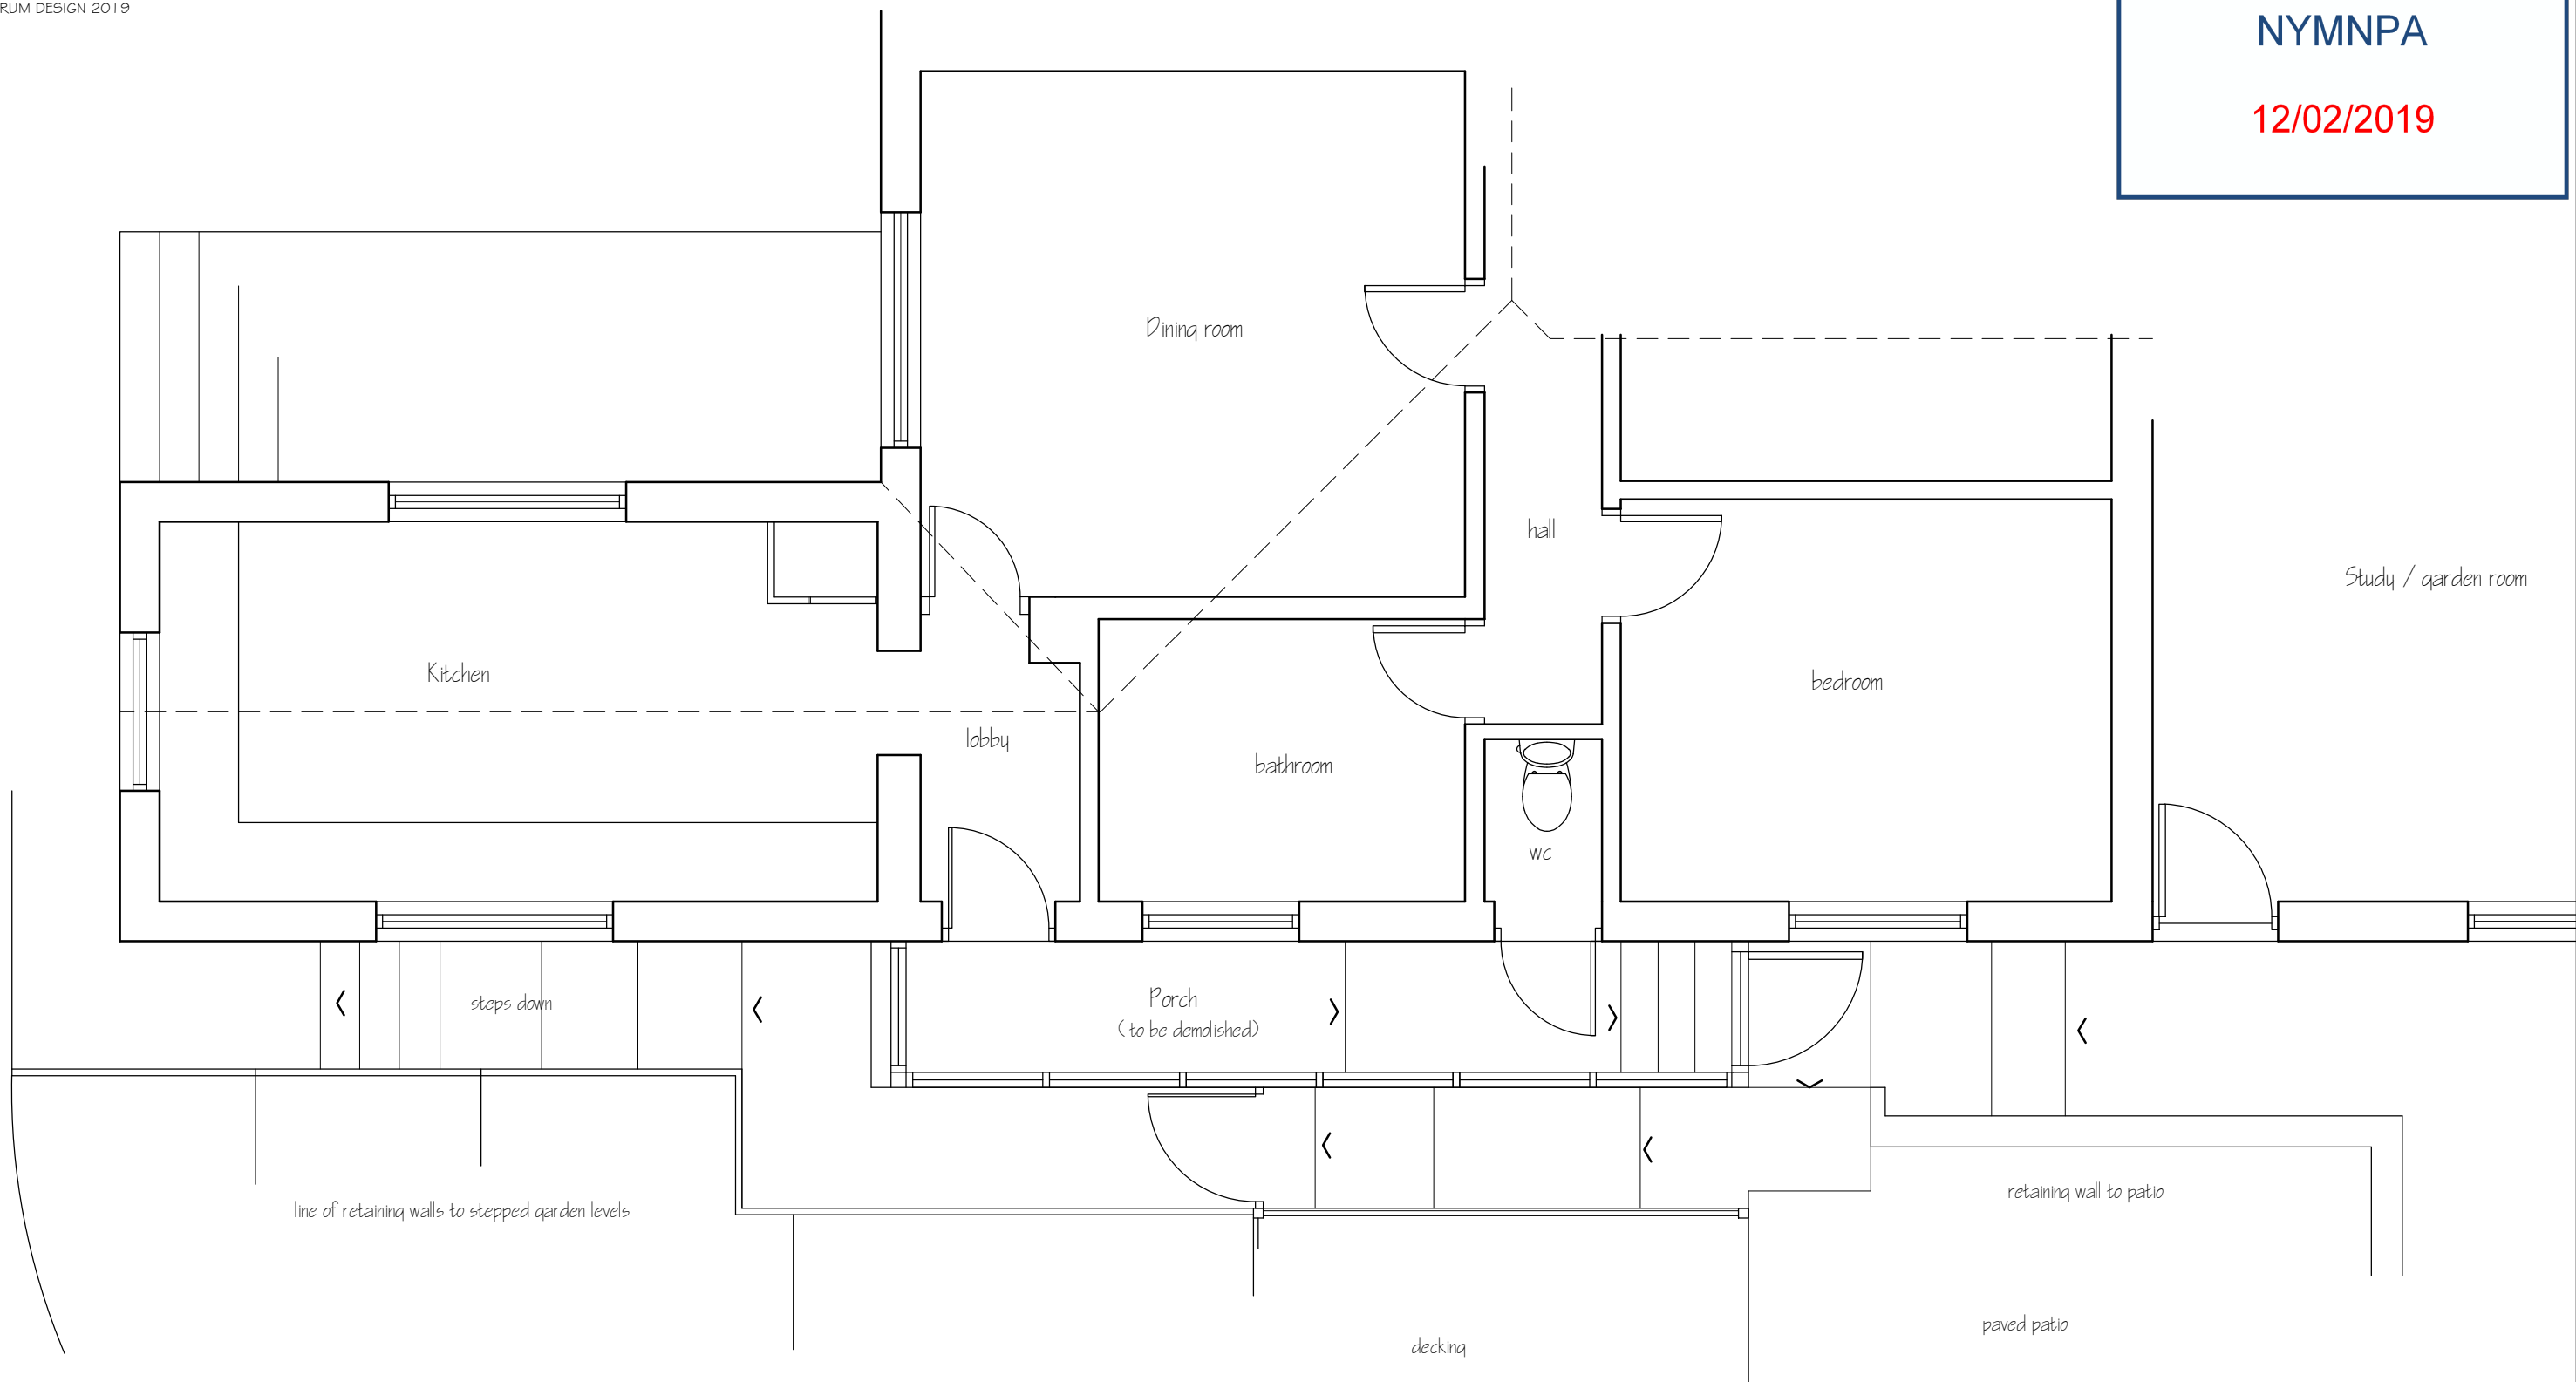 RUM DESIGN 2019
NYMNPA
12/02/2019
Dining room
hall
Study / garden room
Kitchen
bedroom
lobby
bathroom
wc
steps down
Porch
( to be demolished)
retaining wall to patio
line of retaining walls to stepped garden levels
paved patio
decking